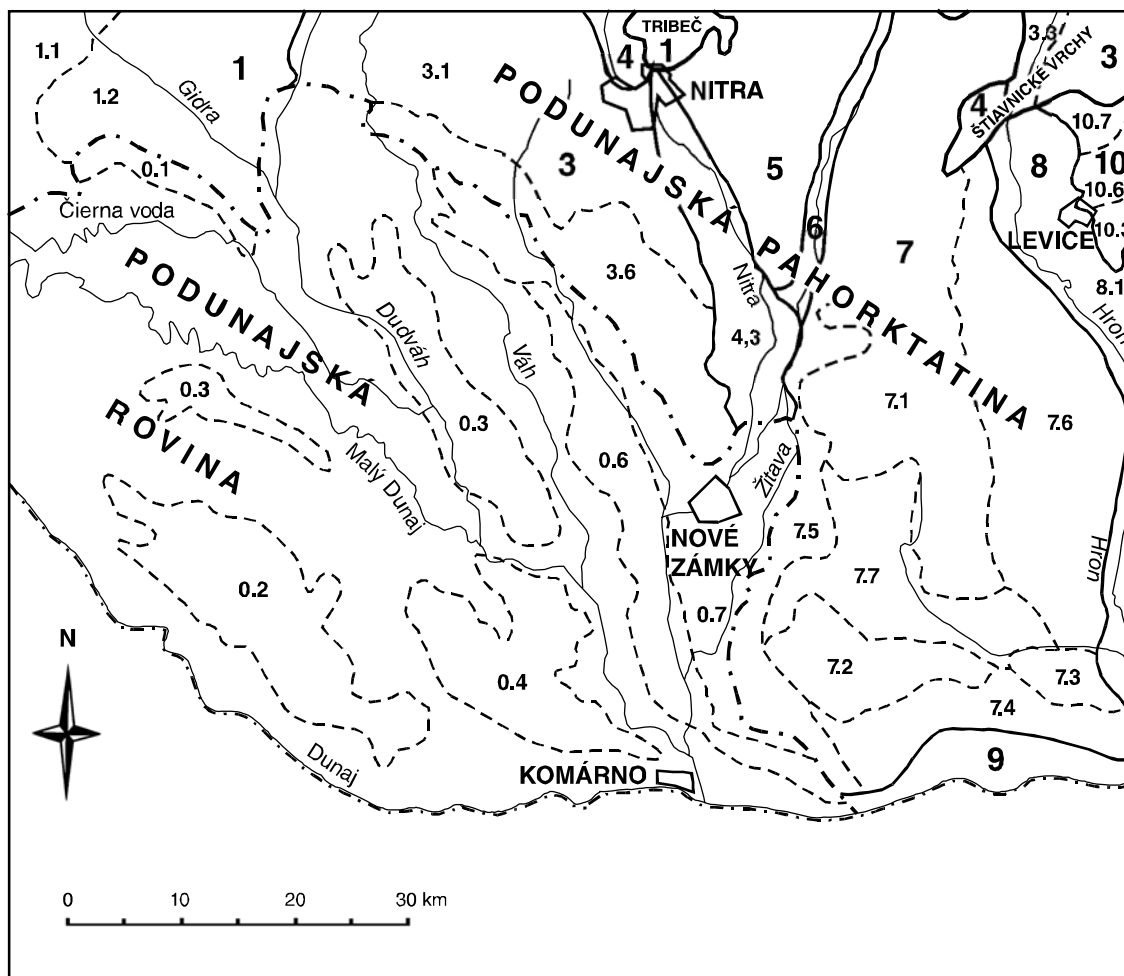 TRIBEČ
4
1
NITRA
1.1
1
3.1
3.3
3
1.2
Gidra
PODUNAJSKÁ PAHORKTATINA
4
ŠTIAVNICKÉ VRCHY
10.7
0.1
3
5
8
10
10.6
Čierna voda
6
LEVICE
10.3
PODUNAJSKÁ
ROVINA
3.6
Nitra
7
8.1
Hron
Dudváh
Váh
4,3
0.3
0.3
7.1
7.6
Malý Dunaj
0.6
Žitava
NOVÉ
ZÁMKY
7.5
Hron
0.2
7.7
0.7
N
0.4
7.2
7.3
7.4
Dunaj
KOMÁRNO
9
0 10 20 30 km